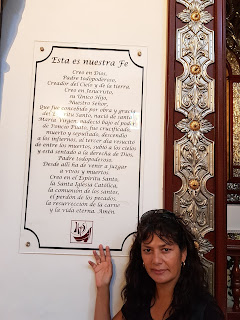 Esta es nuestra Fe
Creo en Dios,
Padre todopoderoso,
Creador del Cielo y de la tierra.
Creo en Jesucristo,
su Único Hijo,
Nuestro Señor,
Que fue concebido por obra y gracia
del Espíritu Santo, nació de santa
María Virgen, padeció bajo el poder
de Poncio Pilato, fue crucificado,
muerto y sepultado, descendió
a los infiernos, al tercer día resucitó
de entre los muertos, subió a los cielos
y está sentado a la derecha de Dios,
Padre todopoderoso.
Desde allí ha de venir a juzgar
a vivos y muertos.
Creo en el Espíritu Santo,
la Santa Iglesia Católica,
la comunión de los santos,
el perdón de los pecados,
la resurrección de la carne
y la vida eterna. Amén.